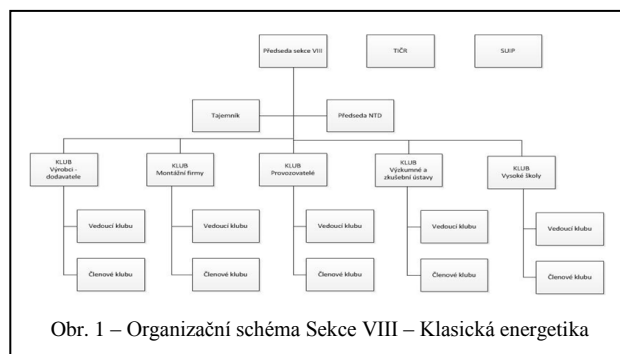 Předseda sekce VIII
TIČR
SUIP
Tajemník
Předseda NTD
KLUB
Výrobci -
dodavatele
KLUB
Montážní firmy
KLUB
Provozovatelé
KLUB
Výzkumné a
zkušební ústavy
KLUB
Vysoké školy
Vedoucí klubu
Vedoucí klubu
Vedoucí klubu
Vedoucí klubu
Vedoucí klubu
Členové klubu
Členové klubu
Členové klubu
Členové klubu
Členové klubu
Obr. 1 – Organizační schéma Sekce VIII – Klasická energetika